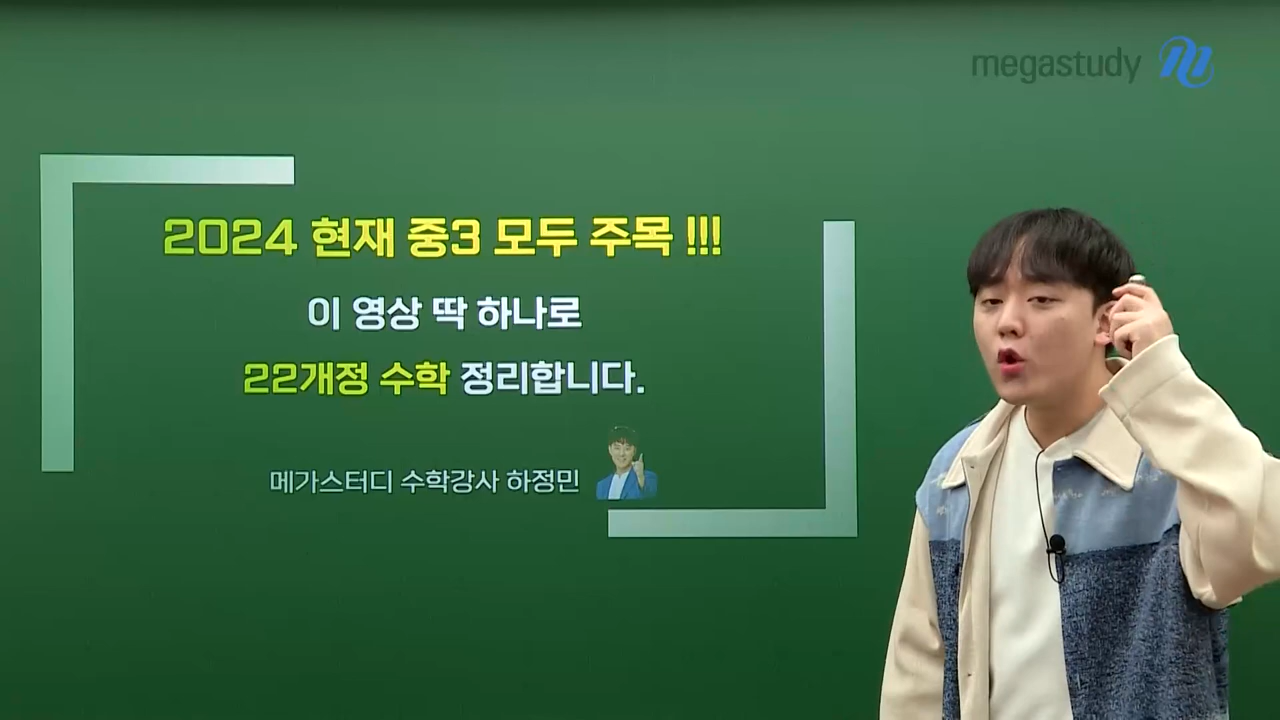 megastudy
2024 현재 중3 모두 주목 !!!
이 영상 딱 하나로
22개정 수학 정리합니다.
메가스터디 수학강사 하정민